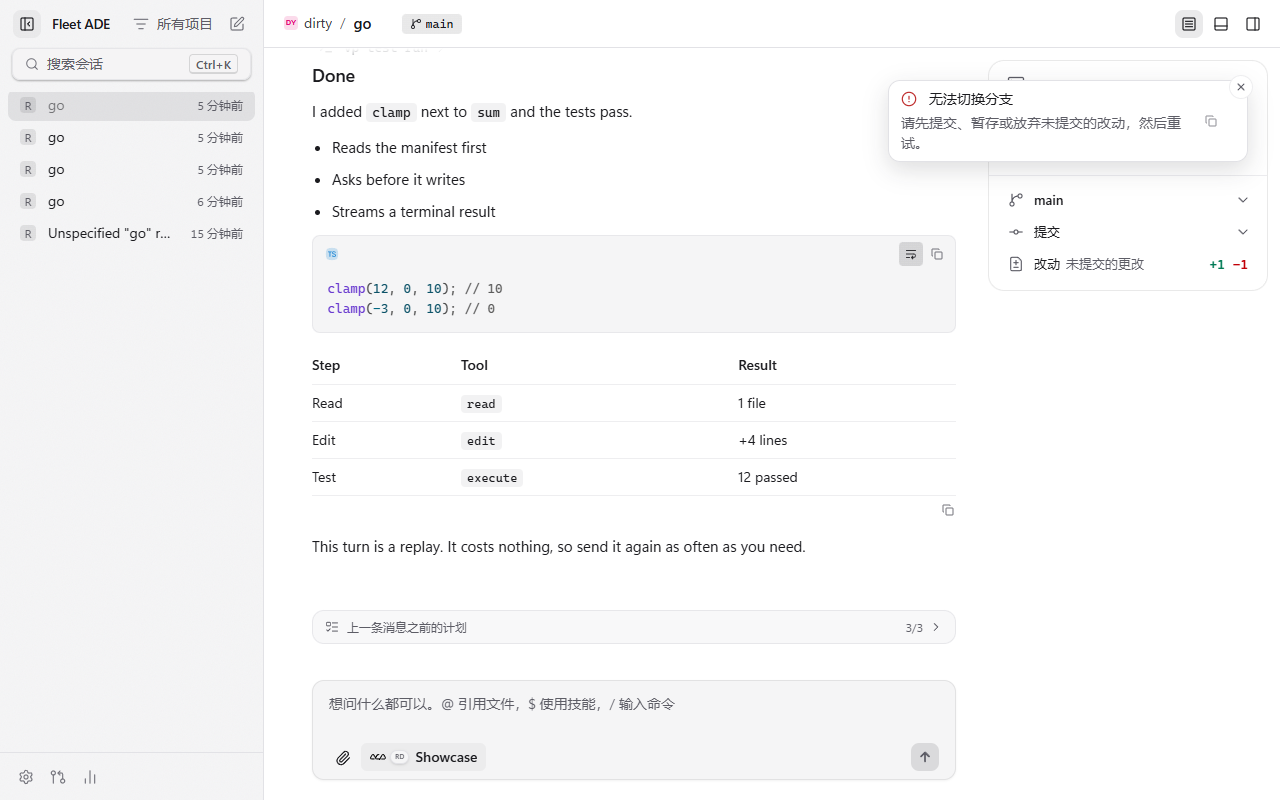 Fleet ADE
所有项目
搜索会话
Ctrl+K
R go 5 分钟前
R go 5 分钟前
R go 5 分钟前
R go 6 分钟前
R Unspecified "go" r... 15 分钟前
DY dirty / go
main
Done
I added clamp next to sum and the tests pass.
• Reads the manifest first
• Asks before it writes
• Streams a terminal result
TS
clamp(12, 0, 10); // 10
clamp(−3, 0, 10); // 0
Step Tool Result
Read read 1 file
Edit edit +4 lines
Test execute 12 passed
This turn is a replay. It costs nothing, so send it again as often as you need.
上一条消息之前的计划 3/3
想问什么都可以。@ 引用文件，$ 使用技能，/ 输入命令
RD Showcase
无法切换分支
请先提交、暂存或放弃未提交的改动，然后重
试。
main
提交
改动 未提交的更改 +1 −1